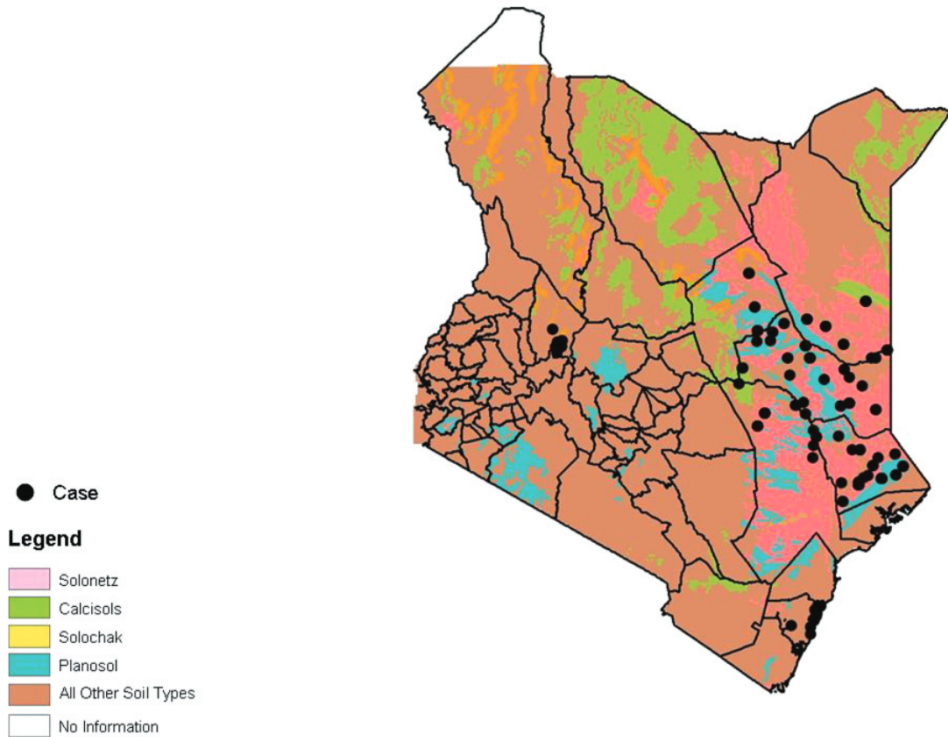 Case
Legend
Solonetz
Calcisols
Solochak
Planosol
All Other Soil Types
No Information